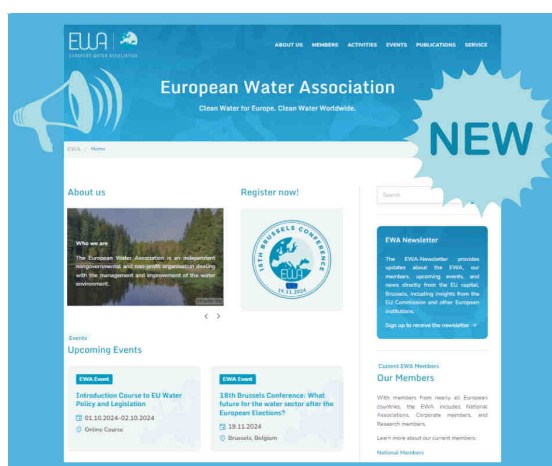 EWA
EUROPEAN WATER ASSOCIATION
ABOUT US MEMBERS ACTIVITIES EVENTS PUBLICATIONS SERVICE
European Water Association
Clean Water for Europe. Clean Water Worldwide.
NEW
EWA / Home
About us
Who we are
The European Water Association is an independent
nongovernmental and non-profit organisation dealing
with the management and improvement of the water
environment.
Register now!
18TH BRUSSELS CONFERENCE
EWA
19.11.2024
Search
EWA Newsletter
The EWA-Newsletter provides
updates about the EWA, our
members, upcoming events, and
news directly from the EU capital,
Brussels, including insights from the
EU Commission and other European
institutions.
Sign up to receive the newsletter →
Events
Upcoming Events
EWA Event
Introduction Course to EU Water
Policy and Legislation
01.10.2024-02.10.2024
Online Course
EWA Event
18th Brussels Conference: What
future for the water sector after the
European Elections?
19.11.2024
Brussels, Belgium
Current EWA Members
Our Members
With members from nearly all European
countries, the EWA includes National
Associations, Corporate members, and
Research members.
Learn more about our current members:
National Members